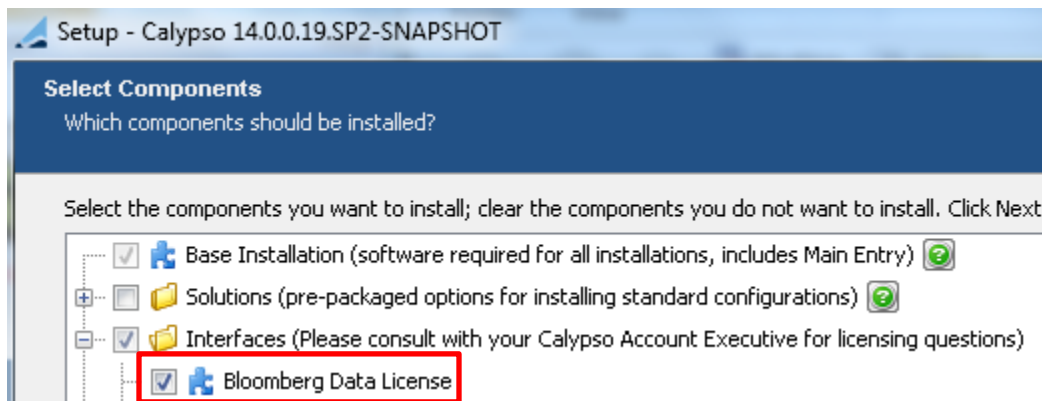 Setup - Calypso 14.0.0.19.SP2-SNAPSHOT
Select Components
Which components should be installed?
Select the components you want to install; clear the components you do not want to install. Click Next
Base Installation (software required for all installations, includes Main Entry)
Solutions (pre-packaged options for installing standard configurations)
Interfaces (Please consult with your Calypso Account Executive for licensing questions)
Bloomberg Data License